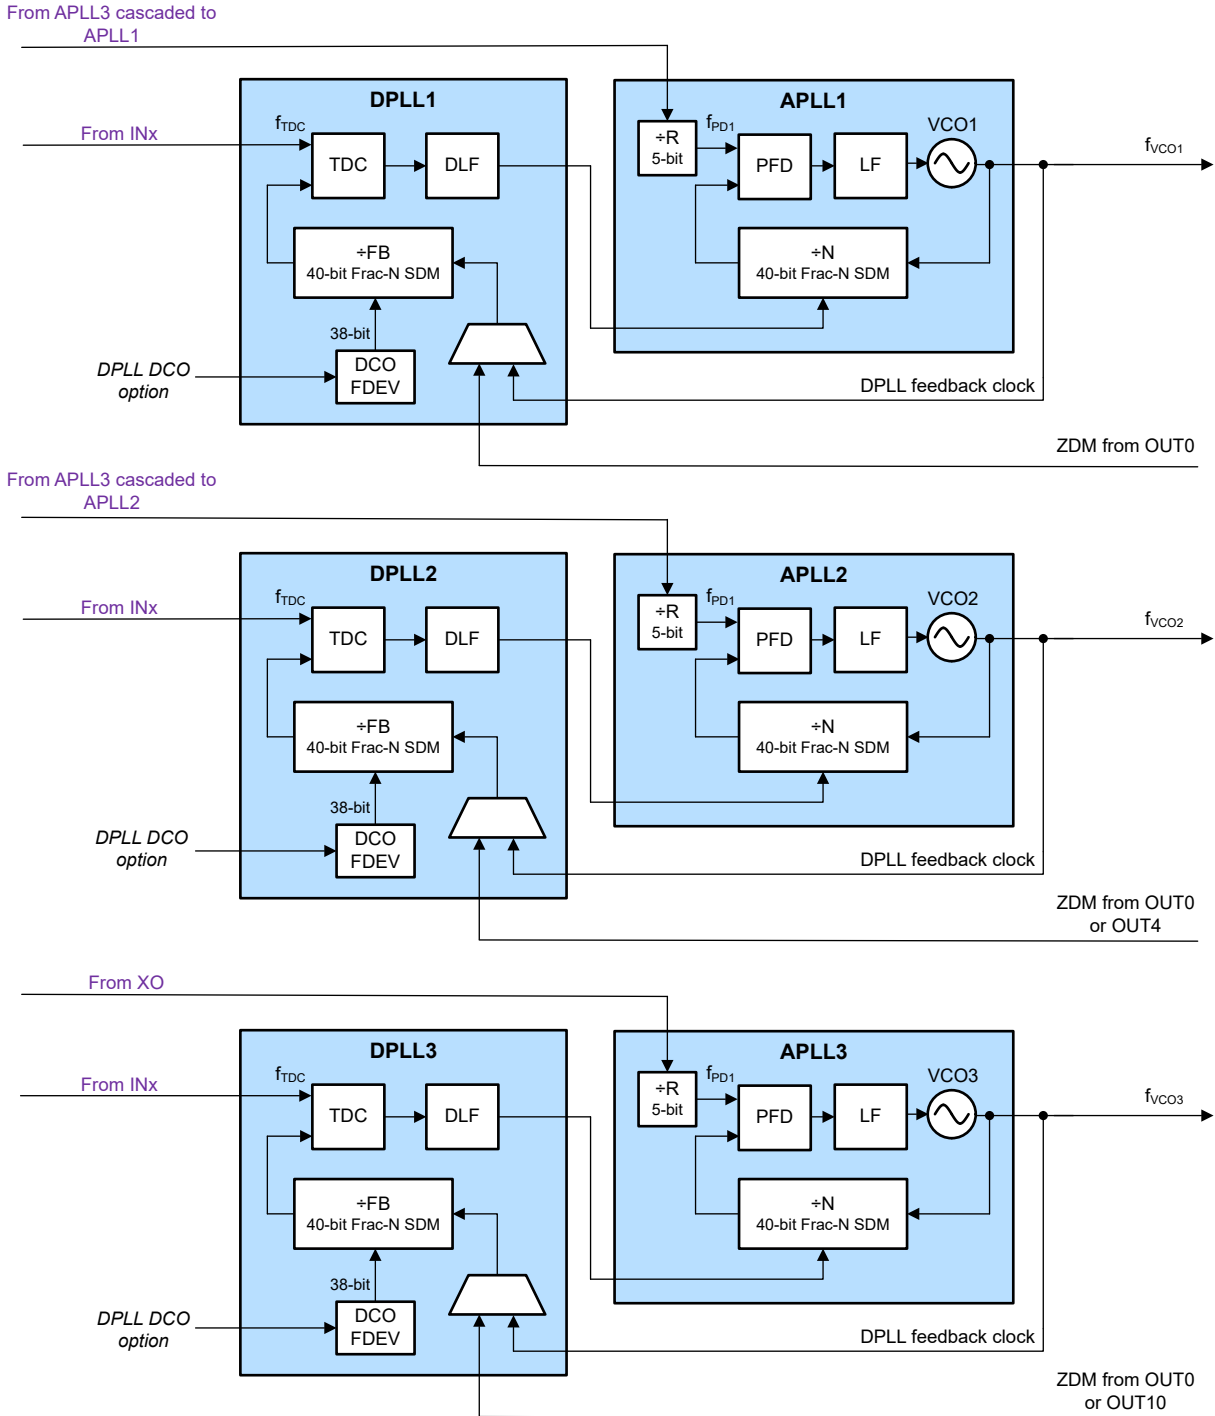 From APLL3 cascaded to
APLL1
DPLL1
APLL1
From INx
fTDC
TDC
DLF
÷R
5-bit
fPD1
PFD
LF
VCO1
fVCO1
÷FB
40-bit Frac-N SDM
÷N
40-bit Frac-N SDM
38-bit
DPLL DCO
option
DCO
FDEV
DPLL feedback clock
ZDM from OUT0
From APLL3 cascaded to
APLL2
DPLL2
APLL2
From INx
fTDC
TDC
DLF
÷R
5-bit
fPD1
PFD
LF
VCO2
fVCO2
÷FB
40-bit Frac-N SDM
÷N
40-bit Frac-N SDM
38-bit
DPLL DCO
option
DCO
FDEV
DPLL feedback clock
ZDM from OUT0
or OUT4
From XO
DPLL3
APLL3
From INx
fTDC
TDC
DLF
÷R
5-bit
fPD1
PFD
LF
VCO3
fVCO3
÷FB
40-bit Frac-N SDM
÷N
40-bit Frac-N SDM
38-bit
DPLL DCO
option
DCO
FDEV
DPLL feedback clock
ZDM from OUT0
or OUT10